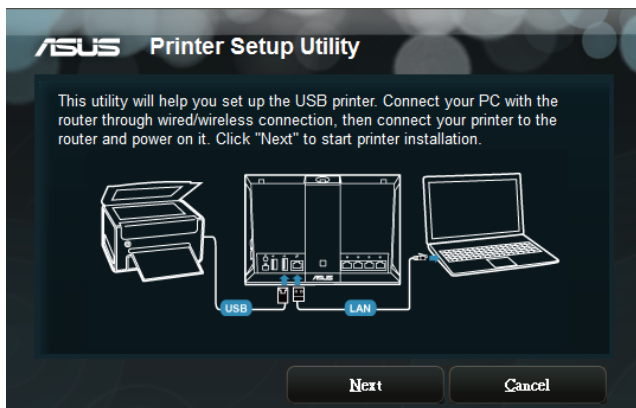 ASUS Printer Setup Utility
This utility will help you set up the USB printer. Connect your PC with the
router through wired/wireless connection, then connect your printer to the
router and power on it. Click "Next" to start printer installation.
ASUS
USB LAN
Next Cancel